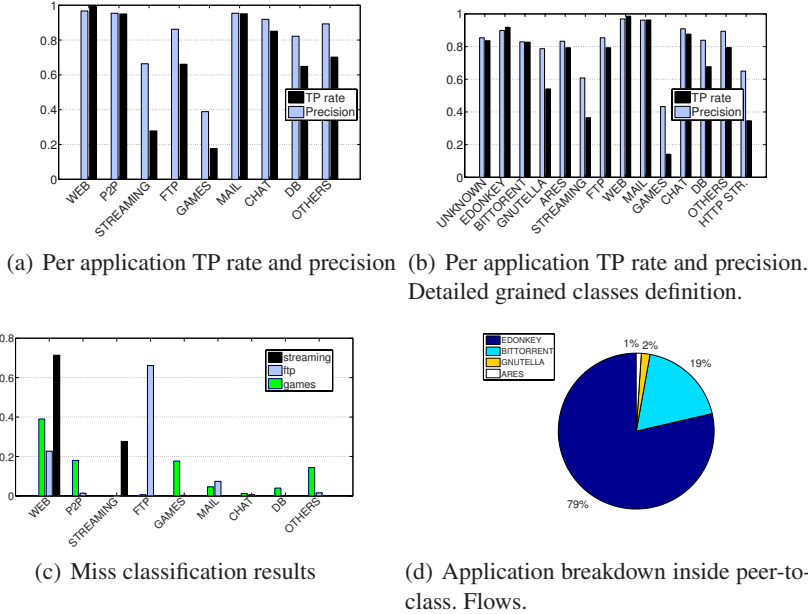 1
0.8
0.6
0.4
0.2
0
WEB
P2P
STREAMING
FTP
GAMES
MAIL
CHAT
DB
OTHERS
TP rate
Precision
(a) Per application TP rate and precision
1
0.8
0.6
0.4
0.2
0
UNKNOWN
EDONKEY
BITTORENT
GNUTELLA
ARES
STREAMING
FTP
WEB
MAIL
GAMES
CHAT
DB
OTHERS
HTTP STR.
TP rate
Precision
(b) Per application TP rate and precision.
Detailed grained classes definition.
0.8
0.6
0.4
0.2
0
WEB
P2P
STREAMING
FTP
GAMES
MAIL
CHAT
DB
OTHERS
streaming
ftp
games
(c) Miss classification results
EDONKEY
BITTORRENT
GNUTELLA
ARES
1%
2%
19%
79%
(d) Application breakdown inside peer-to-
class. Flows.